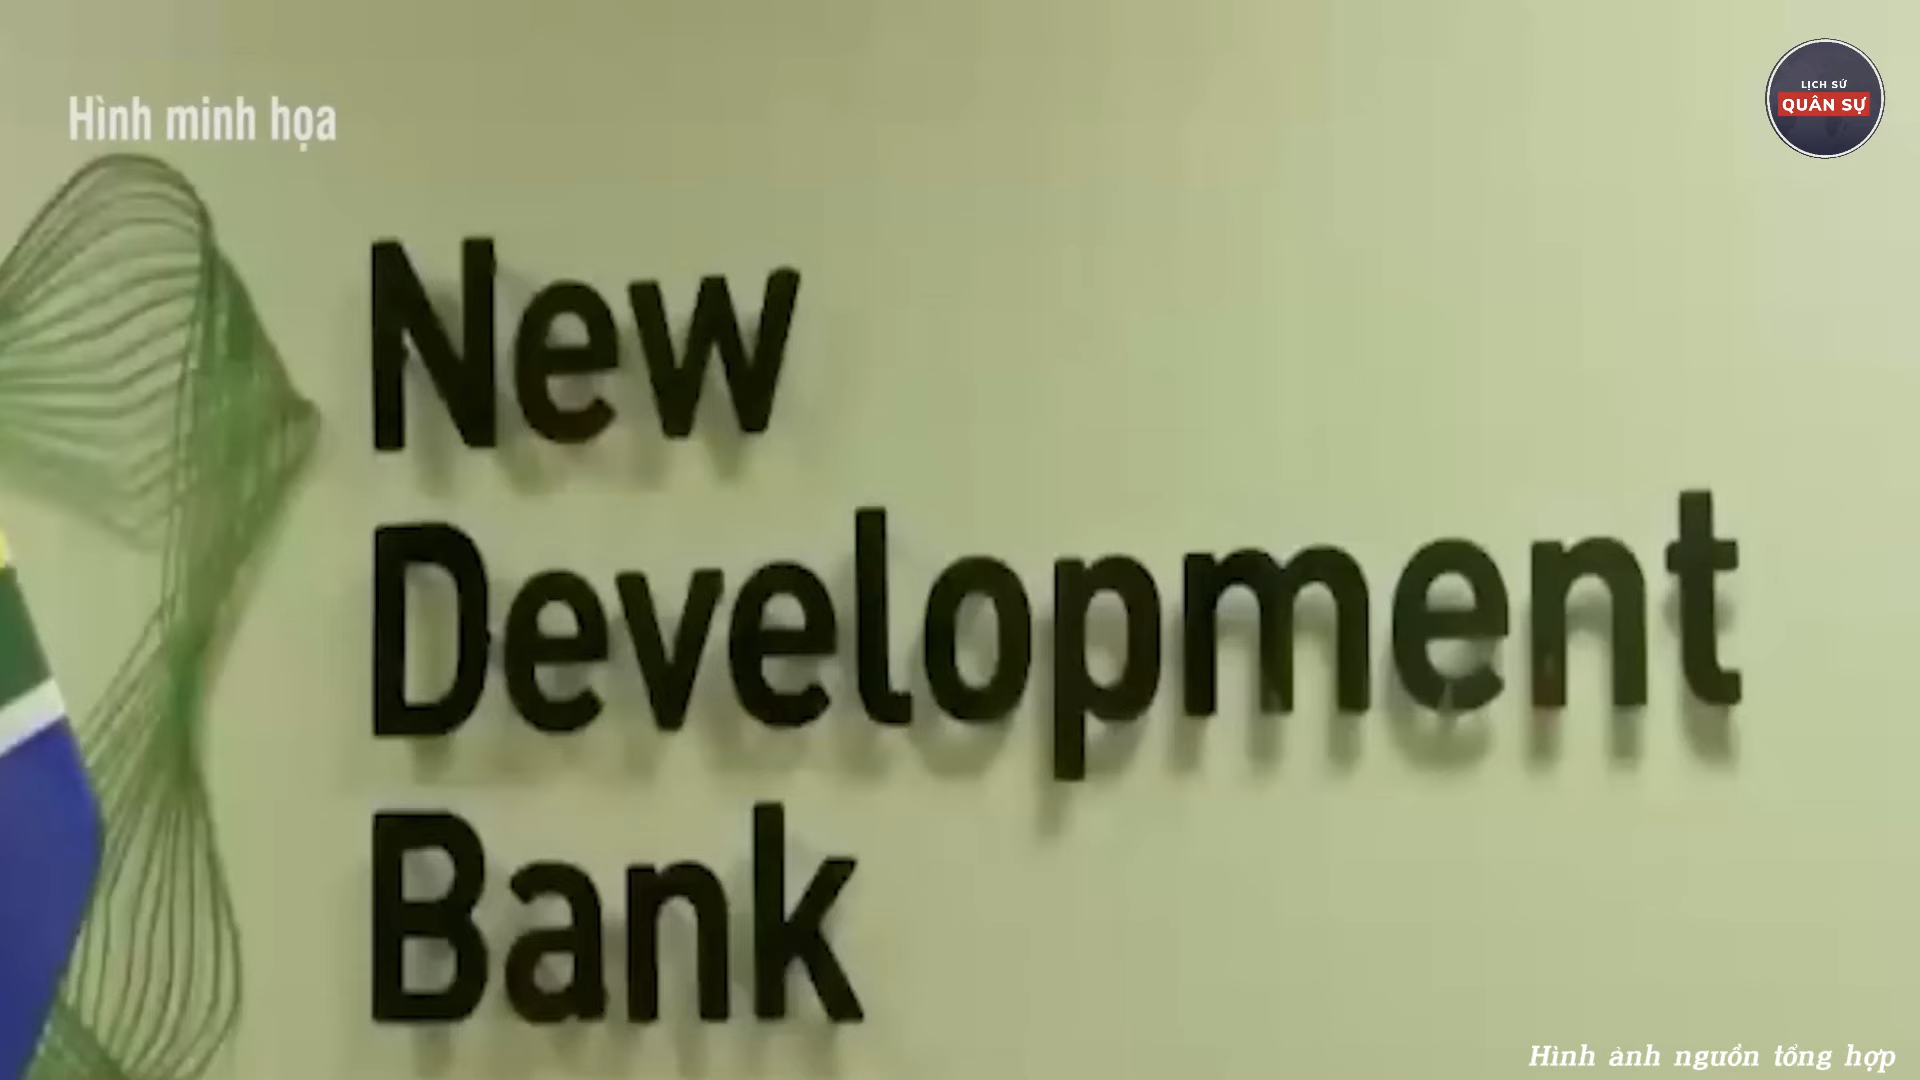 Hình minh họa
LỊCH SỬ
QUÂN SỰ
New
Development
Bank
Hình ảnh nguồn tổng hợp